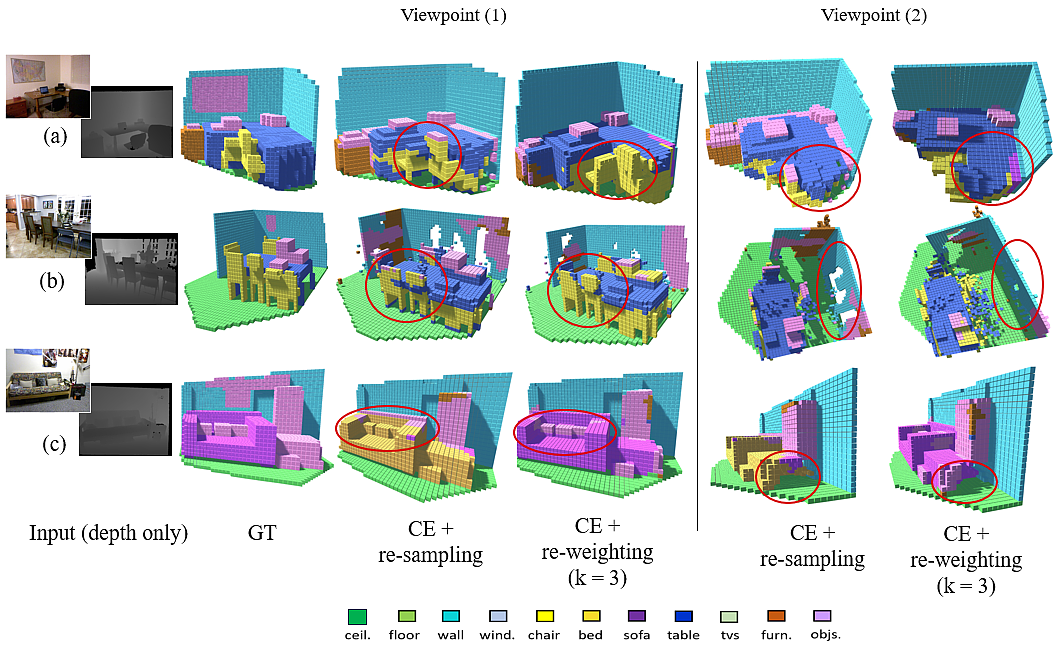 Viewpoint (1)
Viewpoint (2)
(a)
(b)
(c)
Input (depth only)
GT
CE +
re-sampling
CE +
re-weighting
(k = 3)
CE +
re-sampling
CE +
re-weighting
(k = 3)
ceil. floor wall wind. chair bed sofa table tvs furn. objs.